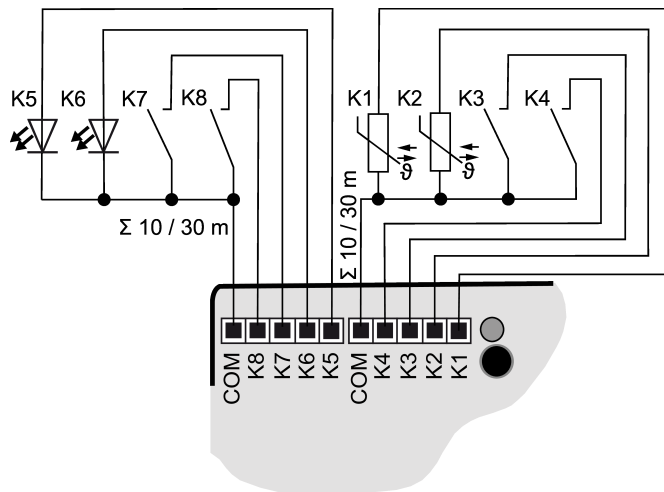 K5 K6 K7 K8 K1 K2 K3 K4
ϑ ϑ
Σ 10 / 30 m
Σ 10 / 30 m
COM K8 K7 K6 K5 COM K4 K3 K2 K1